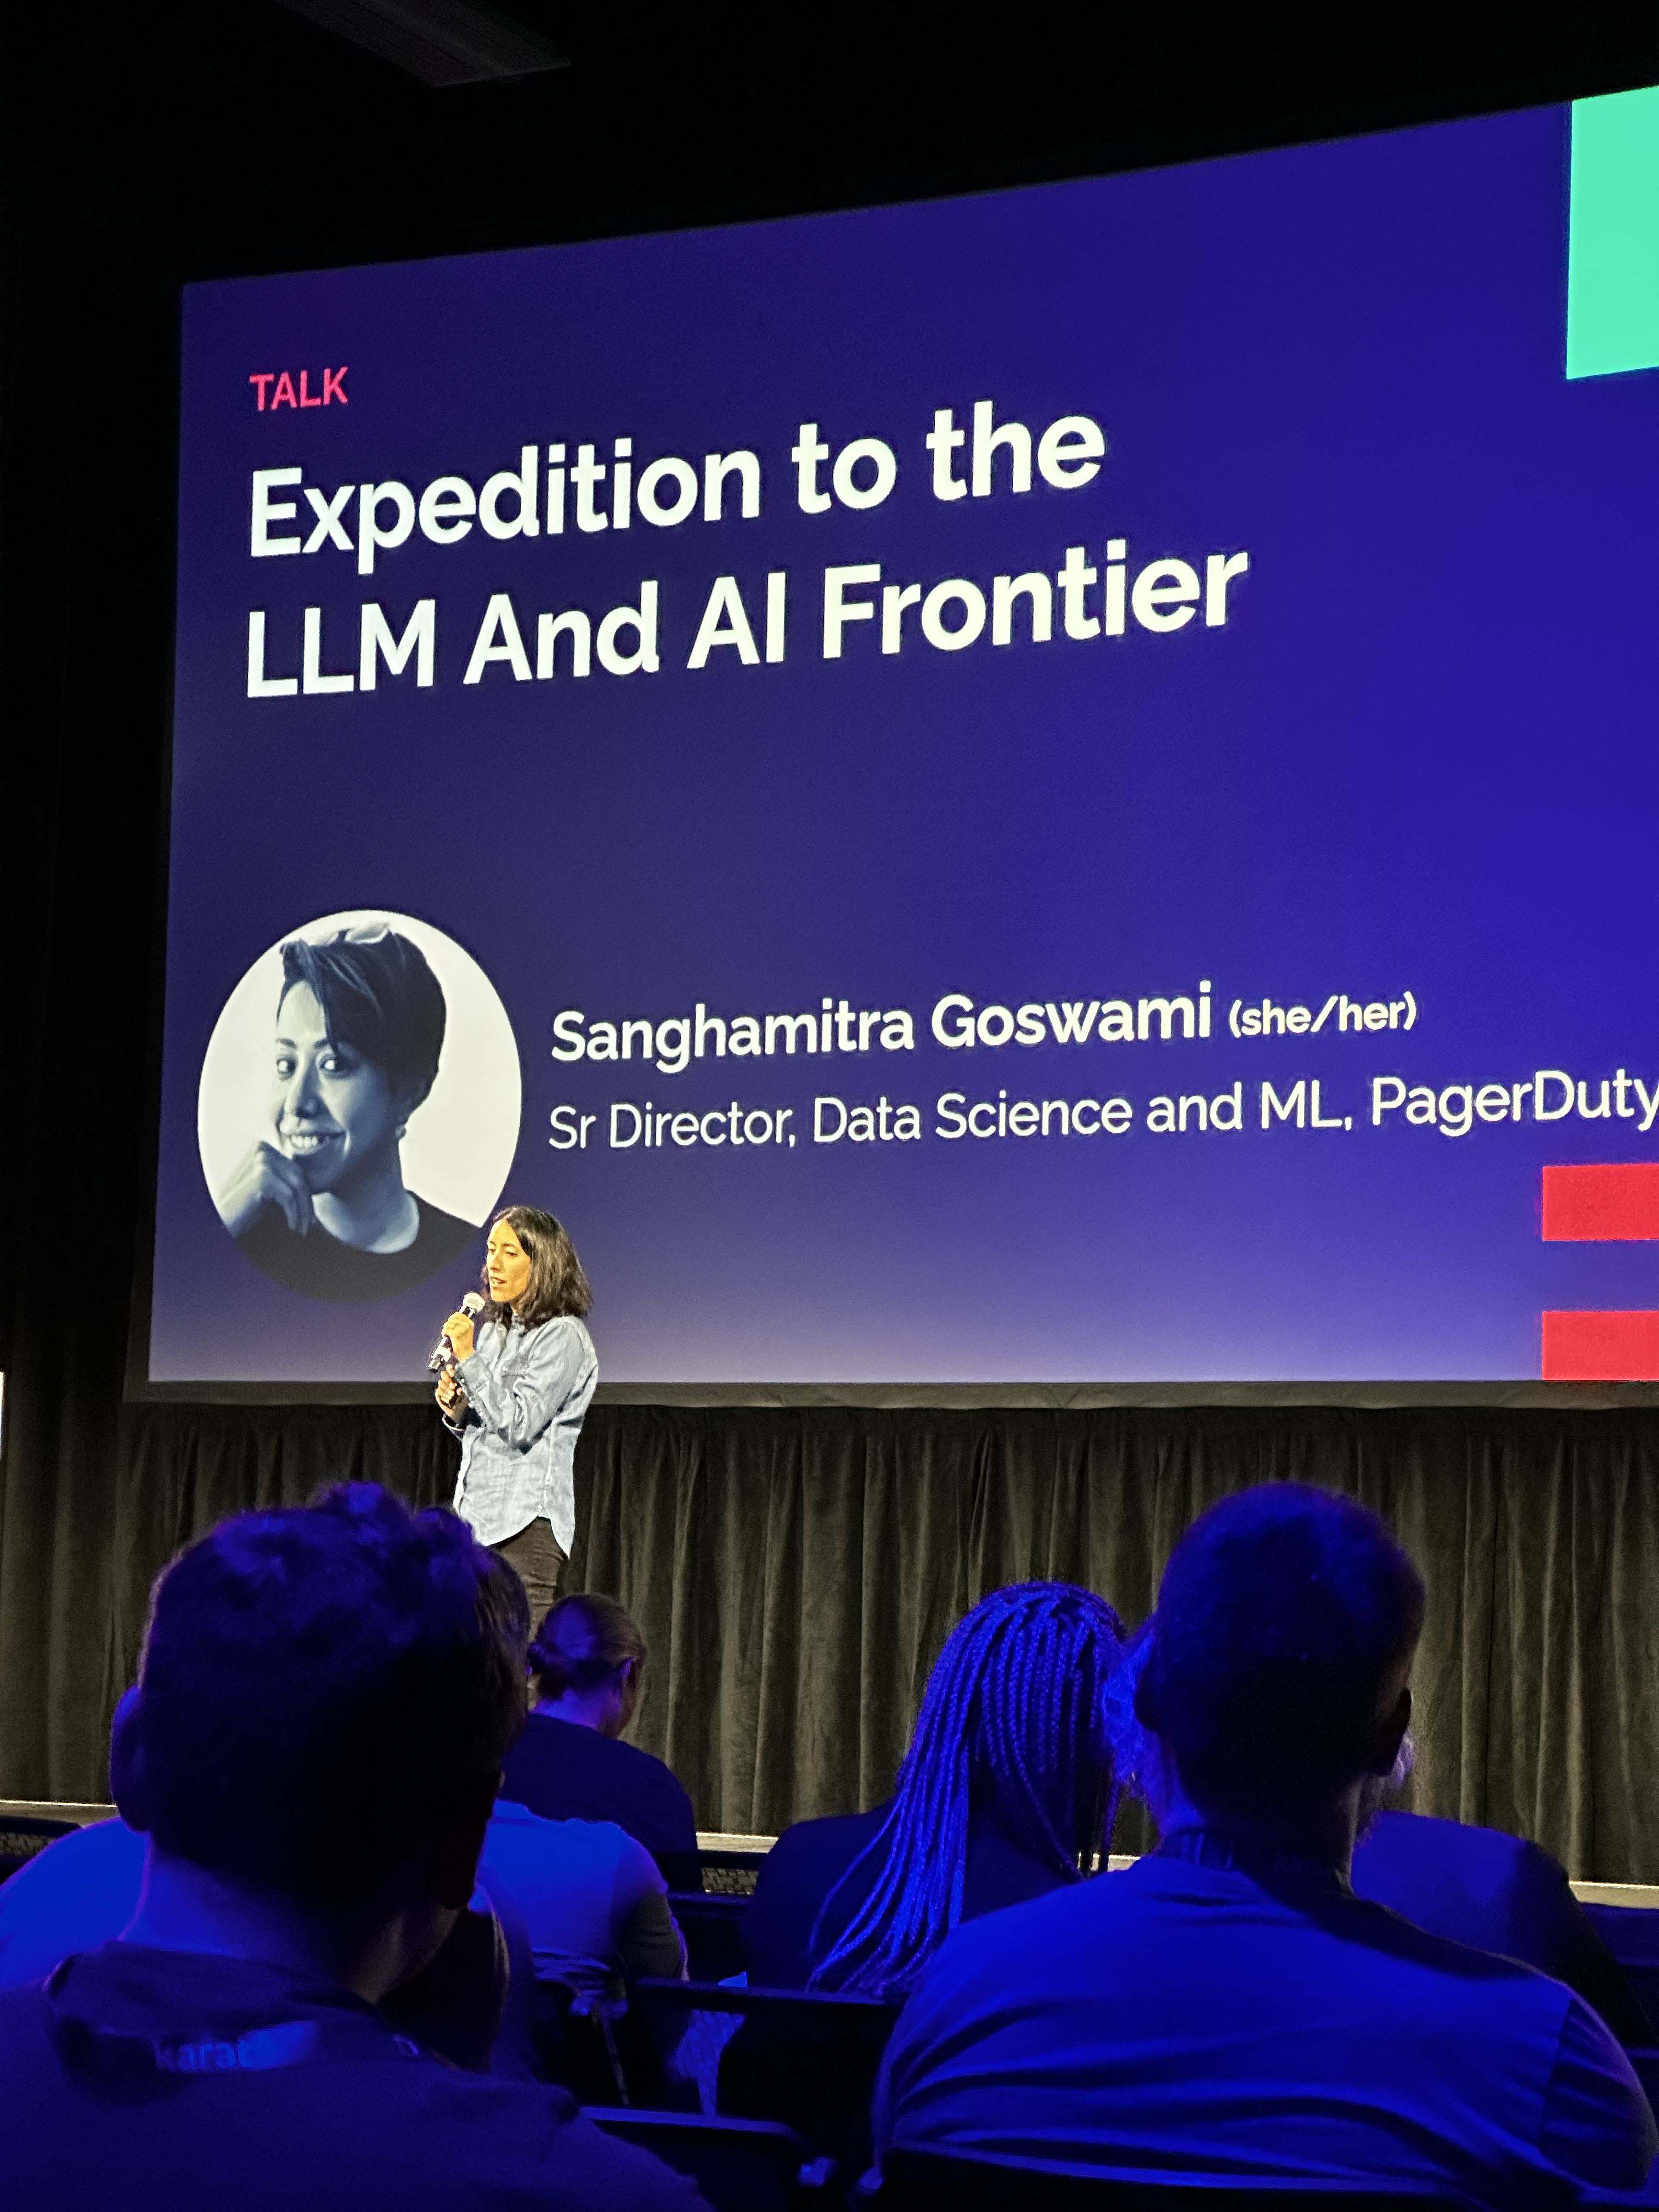 TALK
Expedition to the
LLM And AI Frontier
Sanghamitra Goswami (she/her)
Sr Director, Data Science and ML, PagerDuty